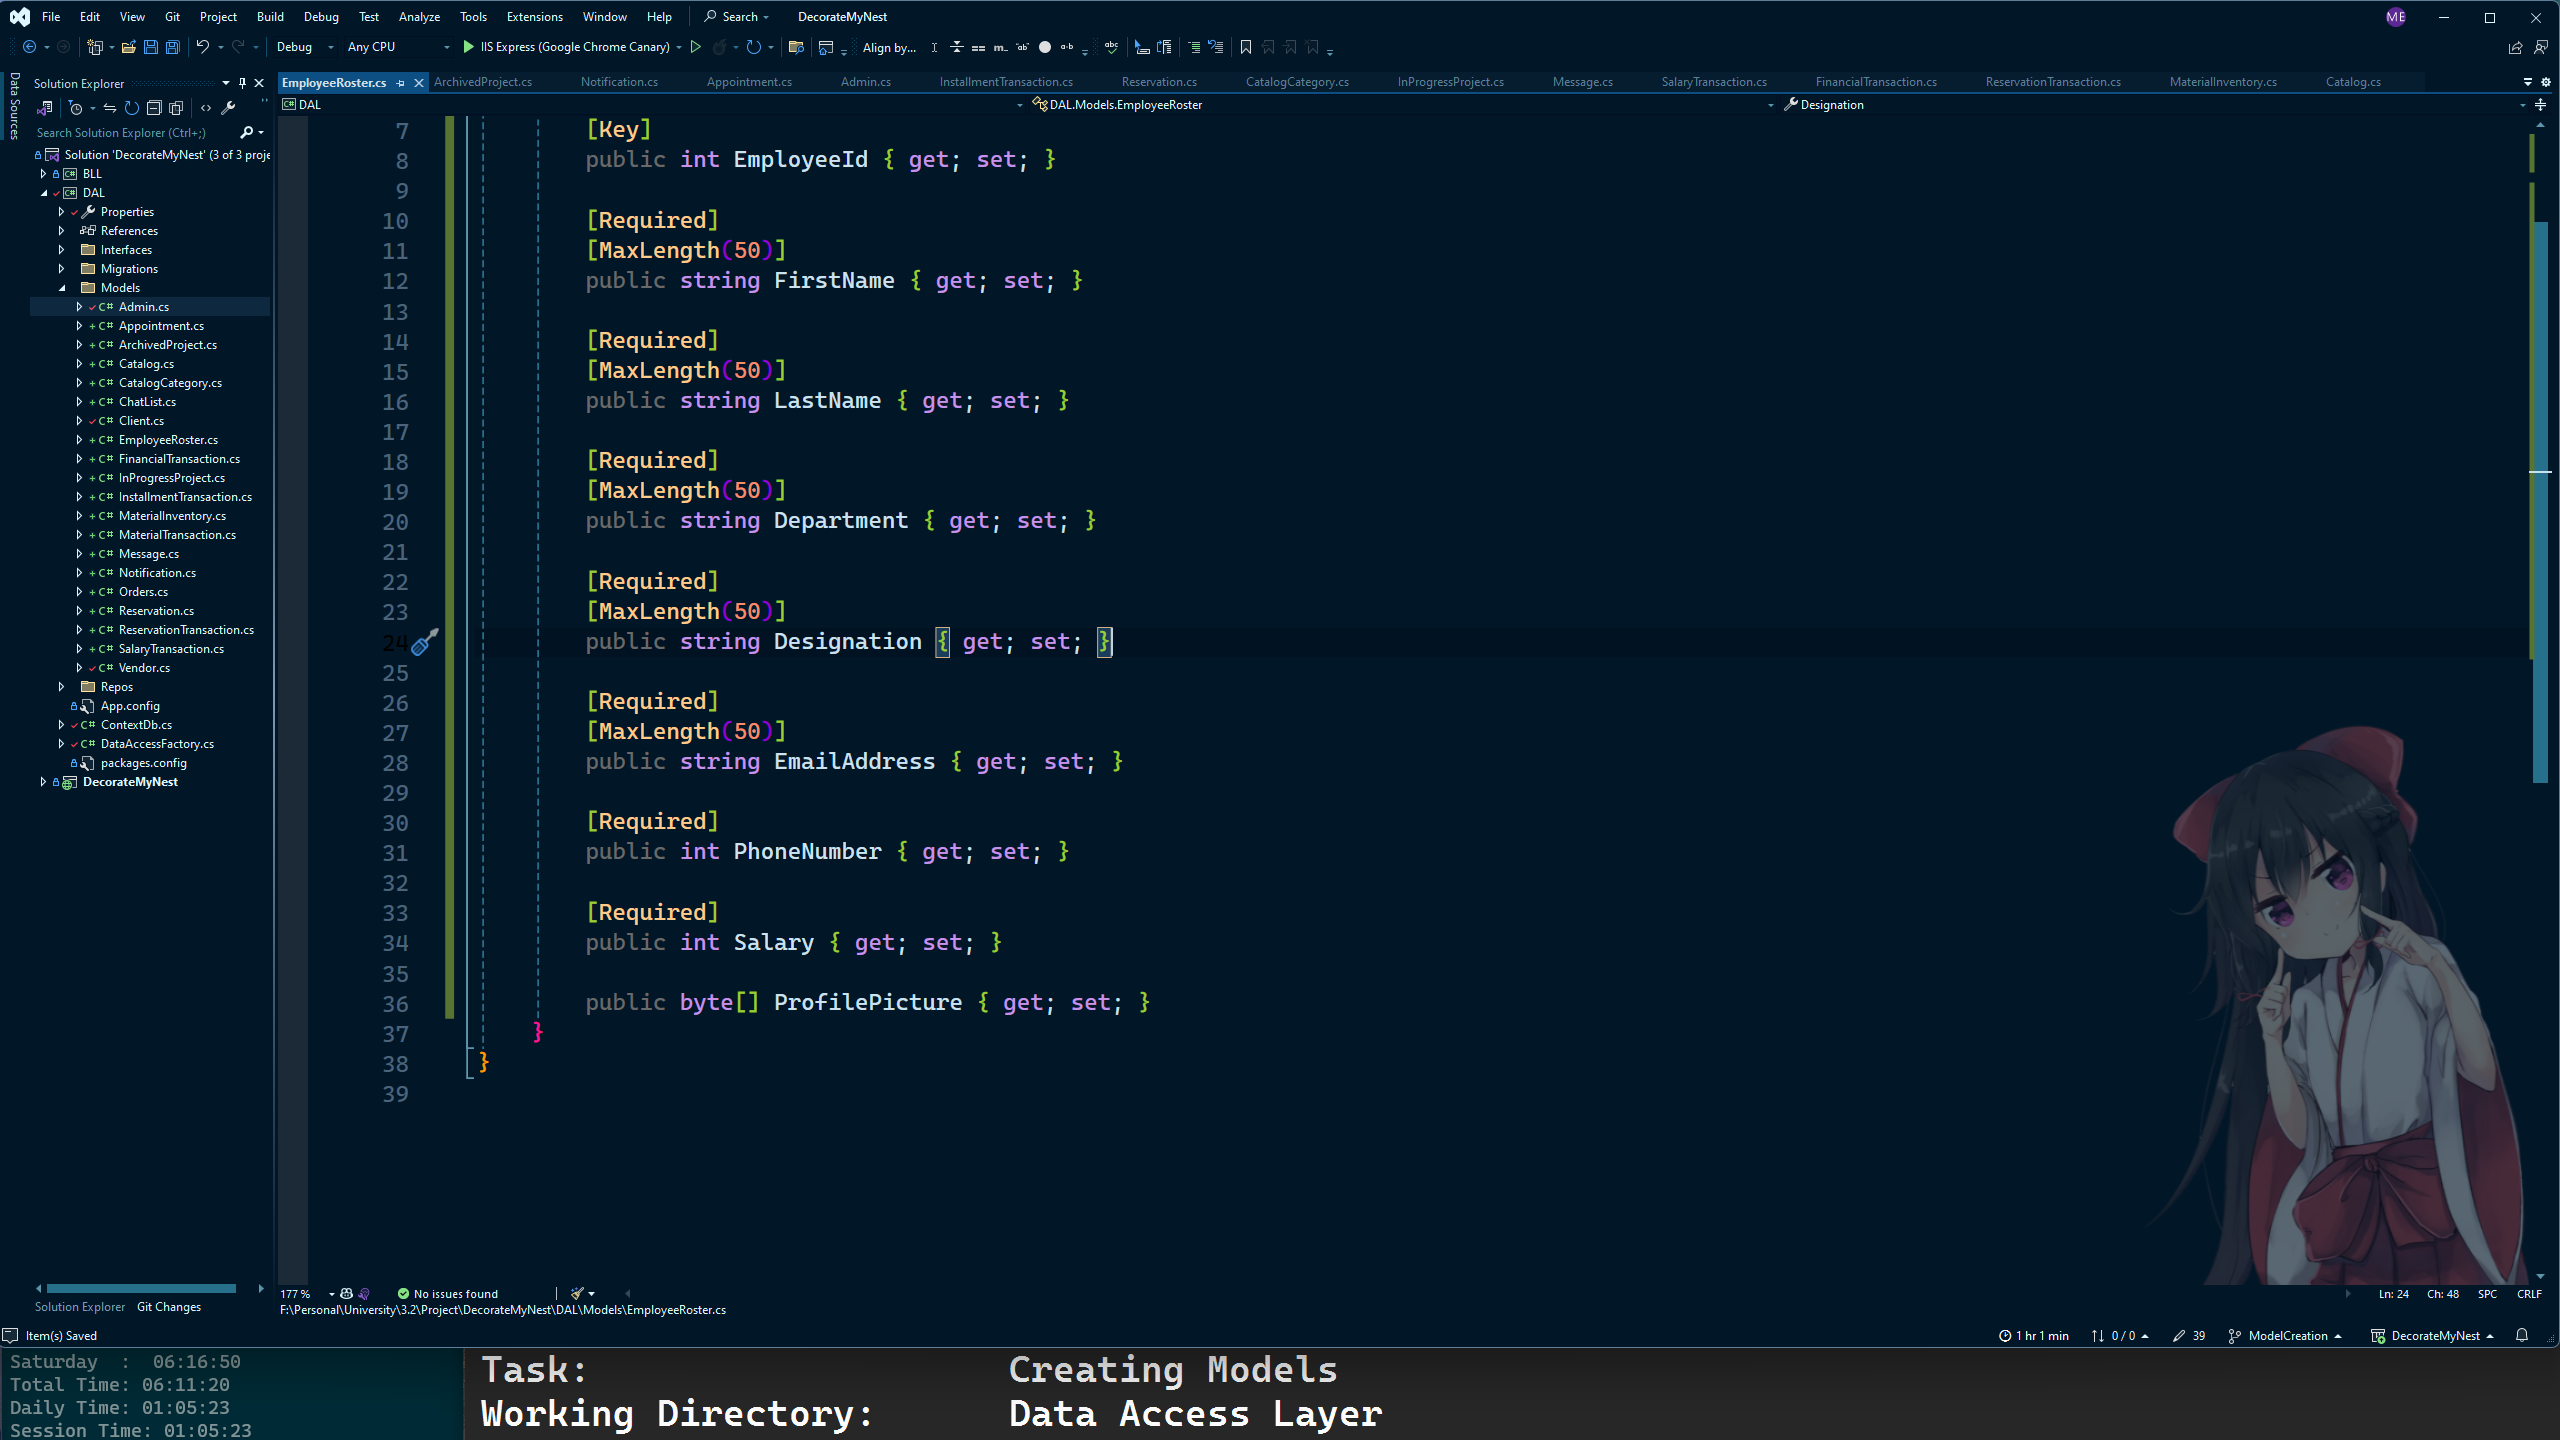 File Edit View Git Project Build Debug Test Analyze Tools Extensions Window Help Search DecorateMyNest ME
Debug Any CPU IIS Express (Google Chrome Canary) Align by...
Data Sources
Solution Explorer
Search Solution Explorer (Ctrl+;)
Solution 'DecorateMyNest' (3 of 3 proje
BLL
DAL
Properties
References
Interfaces
Migrations
Models
C# Admin.cs
C# Appointment.cs
C# ArchivedProject.cs
C# Catalog.cs
C# CatalogCategory.cs
C# ChatList.cs
C# Client.cs
C# EmployeeRoster.cs
C# FinancialTransaction.cs
C# InProgressProject.cs
C# InstallmentTransaction.cs
C# MaterialInventory.cs
C# MaterialTransaction.cs
C# Message.cs
C# Notification.cs
C# Orders.cs
C# Reservation.cs
C# ReservationTransaction.cs
C# SalaryTransaction.cs
C# Vendor.cs
Repos
App.config
C# ContextDb.cs
C# DataAccessFactory.cs
packages.config
DecorateMyNest
Solution Explorer Git Changes
EmployeeRoster.cs ArchivedProject.cs Notification.cs Appointment.cs Admin.cs InstallmentTransaction.cs Reservation.cs CatalogCategory.cs InProgressProject.cs Message.cs SalaryTransaction.cs FinancialTransaction.cs ReservationTransaction.cs MaterialInventory.cs Catalog.cs
DAL DAL.Models.EmployeeRoster Designation
7 [Key]
8 public int EmployeeId { get; set; }
9
10 [Required]
11 [MaxLength(50)]
12 public string FirstName { get; set; }
13
14 [Required]
15 [MaxLength(50)]
16 public string LastName { get; set; }
17
18 [Required]
19 [MaxLength(50)]
20 public string Department { get; set; }
21
22 [Required]
23 [MaxLength(50)]
24 public string Designation { get; set; }
25
26 [Required]
27 [MaxLength(50)]
28 public string EmailAddress { get; set; }
29
30 [Required]
31 public int PhoneNumber { get; set; }
32
33 [Required]
34 public int Salary { get; set; }
35
36 public byte[] ProfilePicture { get; set; }
37 }
38 }
39
177 % No issues found Ln: 24 Ch: 48 SPC CRLF
F:\Personal\University\3.2\Project\DecorateMyNest\DAL\Models\EmployeeRoster.cs
Item(s) Saved 1 hr 1 min 0 / 0 39 ModelCreation DecorateMyNest
Saturday : 06:16:50
Total Time: 06:11:20
Daily Time: 01:05:23
Session Time: 01:05:23
Task: Creating Models
Working Directory: Data Access Layer